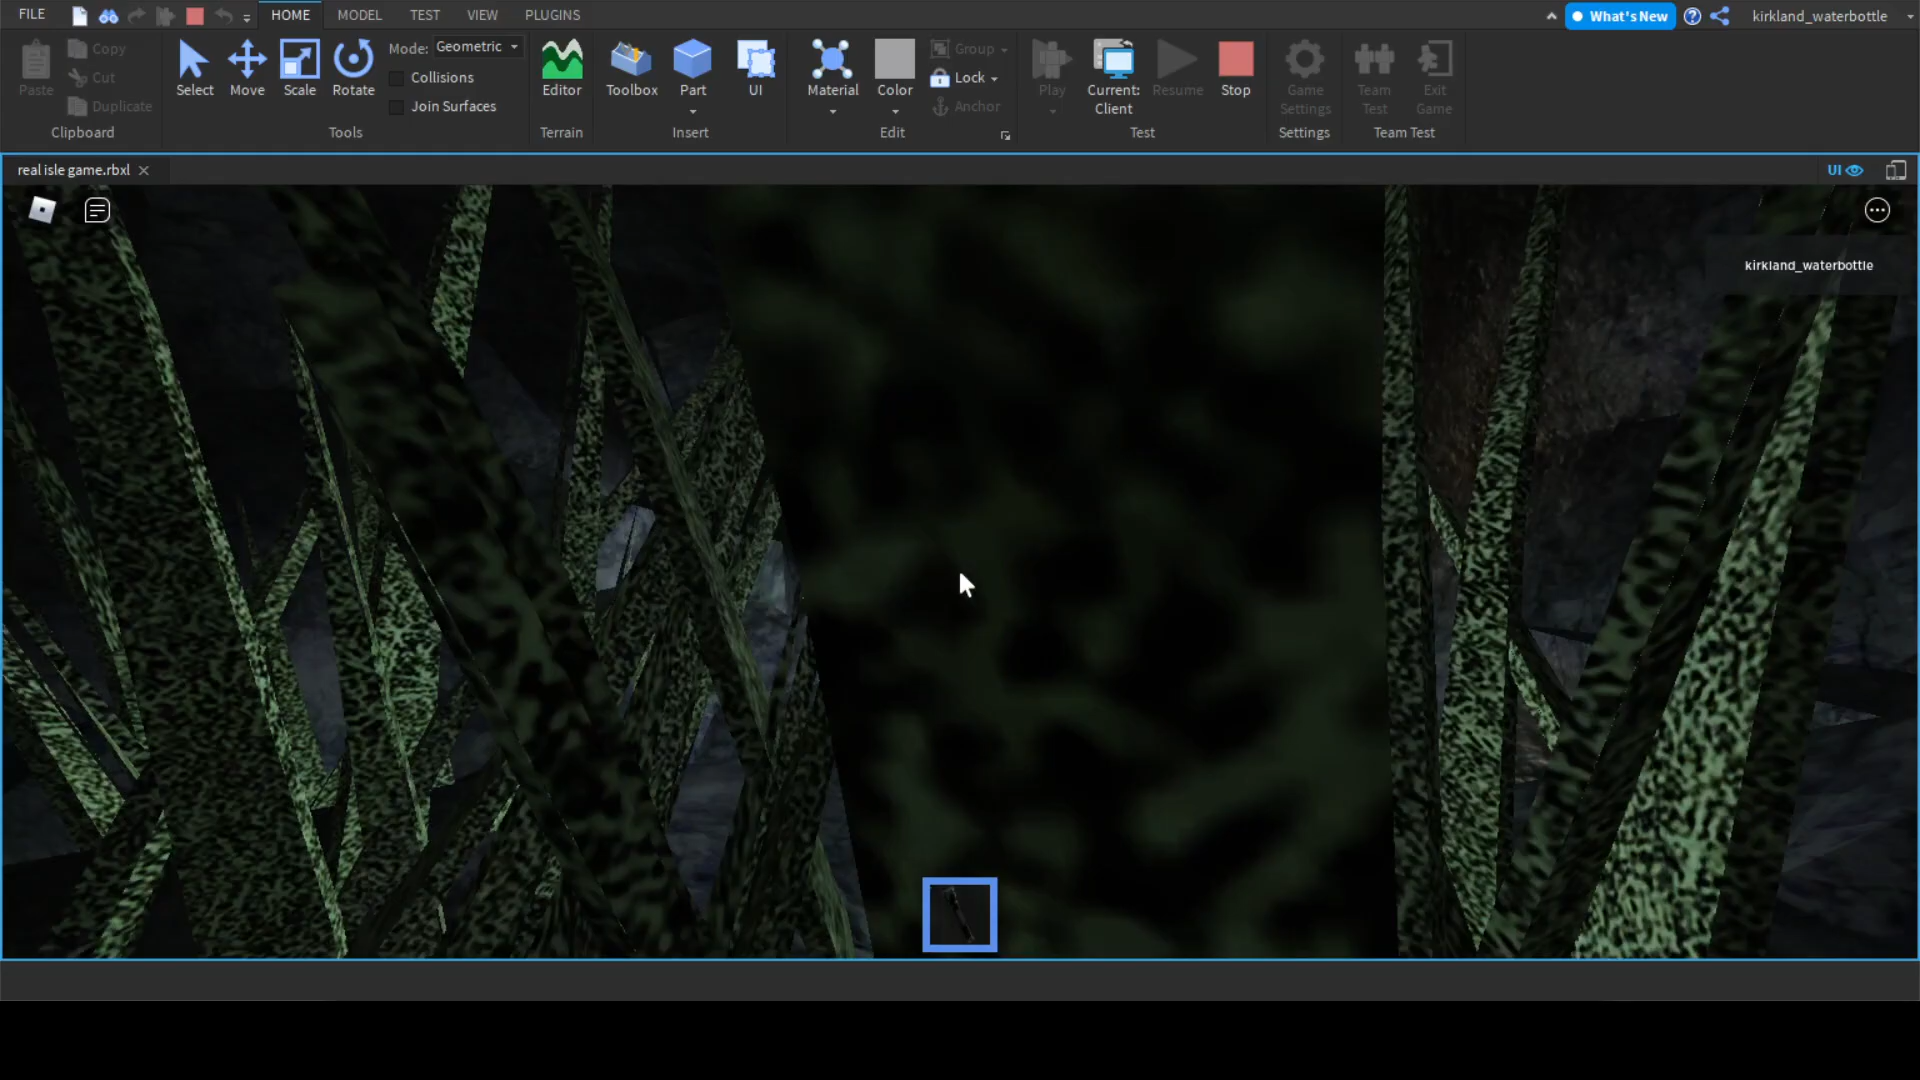 FILE
HOME
MODEL
TEST
VIEW
PLUGINS
What's New
kirkland_waterbottle
Paste
Copy
Cut
Duplicate
Clipboard
Select
Move
Scale
Rotate
Mode: Geometric
Collisions
Join Surfaces
Tools
Editor
Terrain
Toolbox
Part
UI
Insert
Material
Color
Group
Lock
Anchor
Edit
Play
Current:
Client
Resume
Stop
Test
Game
Settings
Settings
Team
Test
Exit
Game
Team Test
real isle game.rbxl
UI
kirkland_waterbottle